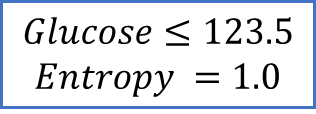 Glucose ≤ 123.5
Entropy = 1.0